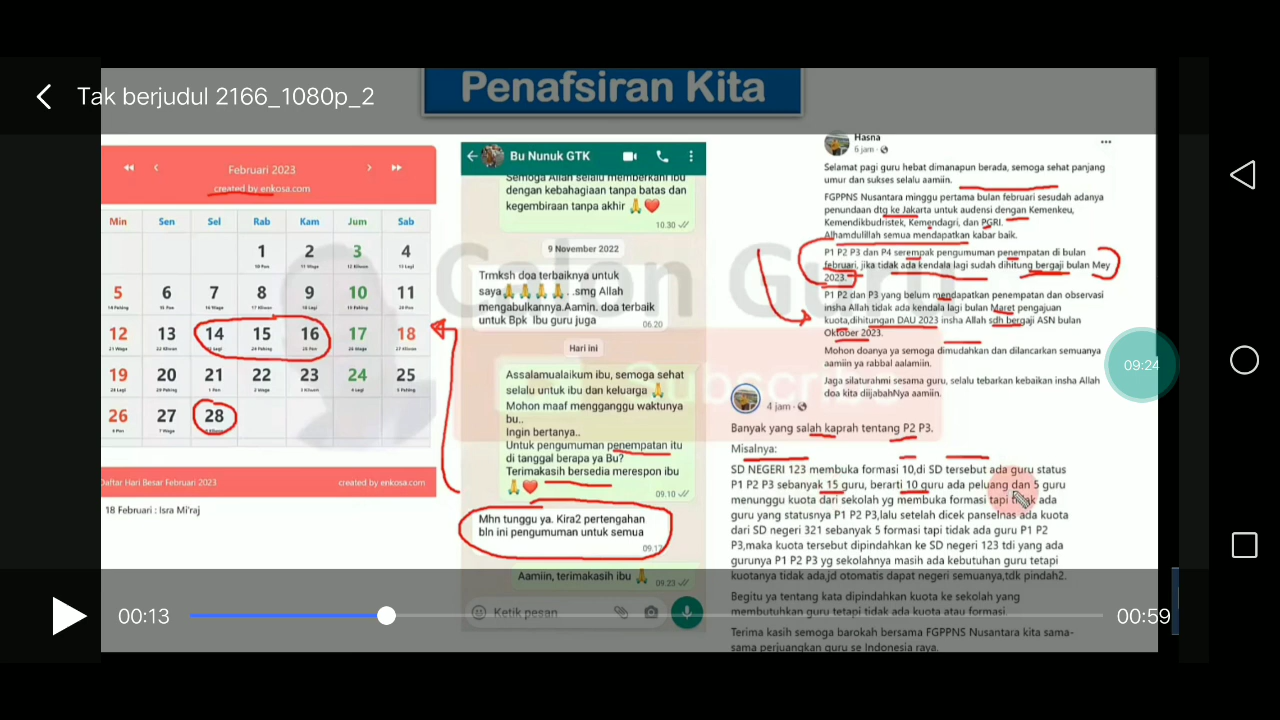 Penafsiran Kita
Tak berjudul 2166_1080p_2
Februari 2023
created by enkosa.com
Min Sen Sel Rab Kam Jum Sab
1 2 3 4
5 6 7 8 9 10 11
12 13 14 15 16 17 18
19 20 21 22 23 24 25
26 27 28
Daftar Hari Besar Februari 2023 created by enkosa.com
18 Februari : Isra Mi'raj
Bu Nunuk GTK
Semoga Allah selalu memberkahi ibu
dengan kebahagiaan tanpa batas dan
kegembiraan tanpa akhir 🙏❤️
10.30
9 November 2022
Trmksh doa terbaiknya untuk
saya🙏🙏🙏🙏..smg Allah
mengabulkannya.Aamin. doa terbaik
untuk Bpk Ibu guru juga
06.20
Hari ini
Assalamualaikum ibu, semoga sehat
selalu untuk ibu dan keluarga 🙏
Mohon maaf mengganggu waktunya
bu..
Ingin bertanya..
Untuk pengumuman penempatan itu
di tanggal berapa ya Bu?
Terimakasih bersedia merespon ibu
🙏❤️
09.10
Mhn tunggu ya. Kira2 pertengahan
bln ini pengumuman untuk semua
Aamiin, terimakasih ibu 🙏
09.23
Ketik pesan
Hasna
6 jam
Selamat pagi guru hebat dimanapun berada, semoga sehat panjang
umur dan sukses selalu aamiin.
FGPPNS Nusantara minggu pertama bulan februari sesudah adanya
penundaan dtg ke Jakarta untuk audensi dengan Kemenkeu,
Kemendikbudristek, Kemendagri, dan PGRI.
Alhamdulillah semua mendapatkan kabar baik.
P1 P2 P3 dan P4 serempak pengumuman penempatan di bulan
februari, jika tidak ada kendala lagi sudah dihitung bergaji bulan Mey
2023.
P1 P2 dan P3 yang belum mendapatkan penempatan dan observasi
insha Allah tidak ada kendala lagi bulan Maret pengajuan
kuota,dihitungan DAU 2023 insha Allah sdh bergaji ASN bulan
Oktober 2023.
Mohon doanya ya semoga dimudahkan dan dilancarkan semuanya
aamiin ya rabbal aalamiin.
Jaga silaturahmi sesama guru, selalu tebarkan kebaikan insha Allah
doa kita diijabahNya aamiin.
09:24
4 jam
Banyak yang salah kaprah tentang P2 P3.
Misalnya:
SD NEGERI 123 membuka formasi 10,di SD tersebut ada guru status
P1 P2 P3 sebanyak 15 guru, berarti 10 guru ada peluang dan 5 guru
menunggu kuota dari sekolah yg membuka formasi tapi tidak ada
guru yang statusnya P1 P2 P3,lalu setelah dicek panselnas ada kuota
dari SD negeri 321 sebanyak 5 formasi tapi tidak ada guru P1 P2
P3,maka kuota tersebut dipindahkan ke SD negeri 123 tdi yang ada
gurunya P1 P2 P3 yg sekolahnya masih ada kebutuhan guru tetapi
kuotanya tidak ada,jd otomatis dapat negeri semuanya,tdk pindah2.
Begitu ya tentang kata dipindahkan kuota ke sekolah yang
membutuhkan guru tetapi tidak ada kuota atau formasi.
Terima kasih semoga barokah bersama FGPPNS Nusantara kita sama-
sama perjuangkan guru se Indonesia raya.
00:13
00:59